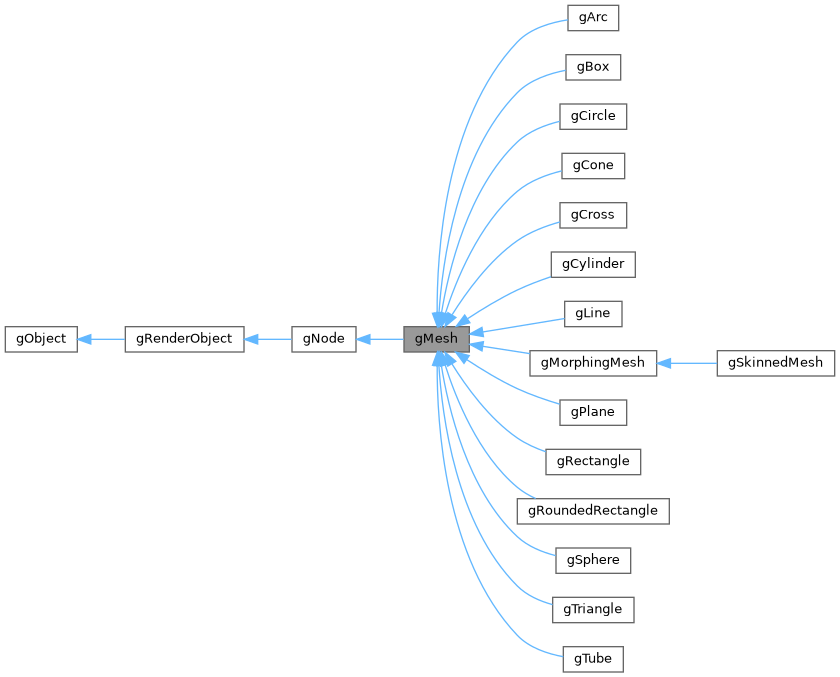 gArc
gBox
gCircle
gCone
gCross
gCylinder
gLine
gObject
gRenderObject
gNode
gMesh
gMorphingMesh
gSkinnedMesh
gPlane
gRectangle
gRoundedRectangle
gSphere
gTriangle
gTube